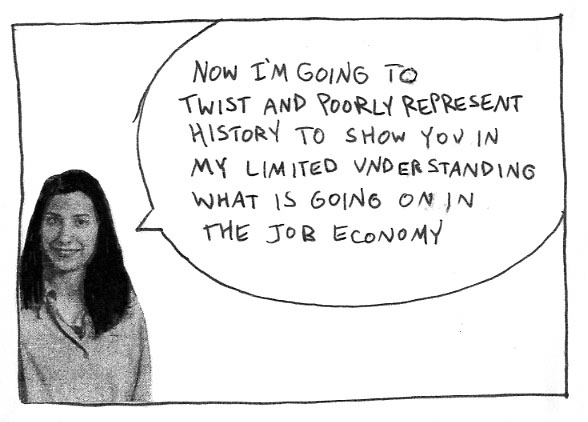 NOW I'M GOING TO
TWIST AND POORLY REPRESENT
HISTORY TO SHOW YOU IN
MY LIMITED UNDERSTANDING
WHAT IS GOING ON IN
THE JOB ECONOMY